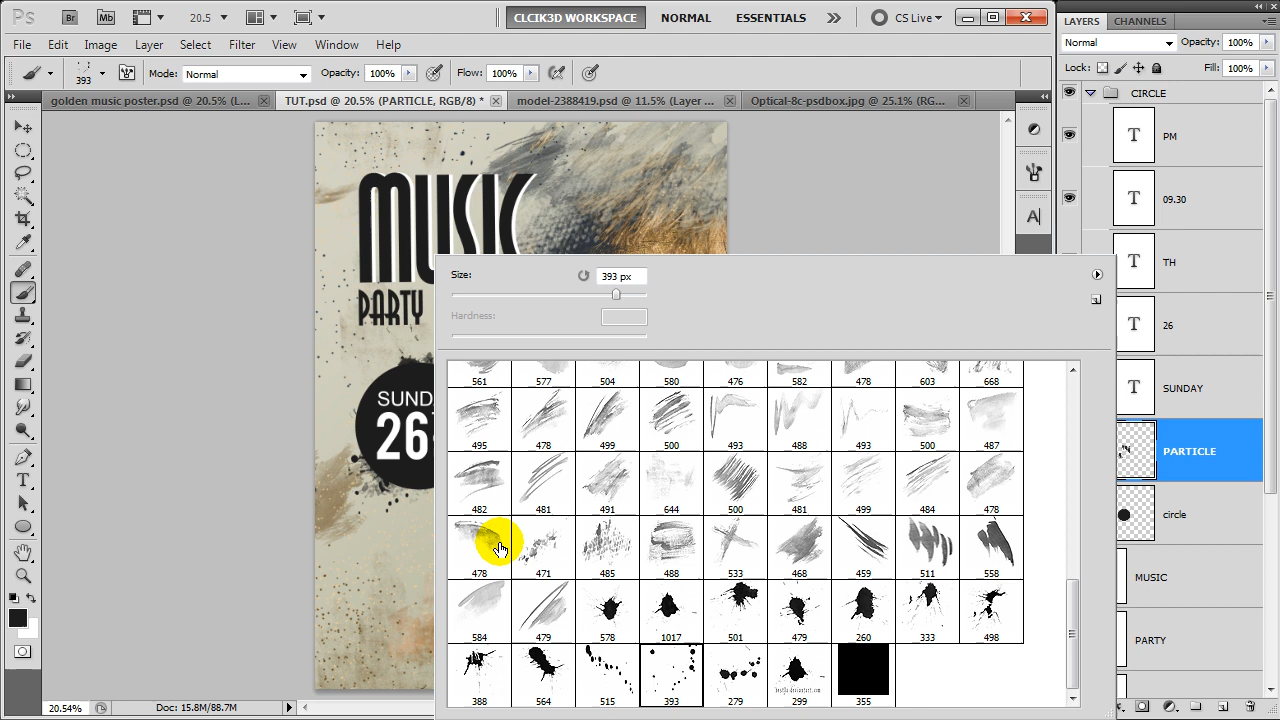 Ps Br Mb 20.5 CLCIK3D WORKSPACE NORMAL ESSENTIALS CS Live
File Edit Image Layer Select Filter View Window Help
393 Mode: Normal Opacity: 100% Flow: 100%
golden music poster.psd @ 20.5% (L... TUT.psd @ 20.5% (PARTICLE, RGB/8) * model-2388419.psd @ 11.5% (Layer ... Optical-8c-psdbox.jpg @ 25.1% (RG...
MUSIC
PARTY
SUND
26
Size: 393 px
Hardness:
561 577 504 580 476 582 478 603 668
495 478 499 500 493 488 493 500 487
482 481 491 644 500 481 499 484 478
478 471 485 488 533 468 459 511 558
584 479 578 1017 501 479 260 333 498
388 564 515 393 279 299 355
20.54% Doc: 15.8M/88.7M
LAYERS CHANNELS
Normal Opacity: 100%
Lock: Fill: 100%
CIRCLE
T PM
T 09.30
T TH
T 26
T SUNDAY
PARTICLE
circle
MUSIC
PARTY